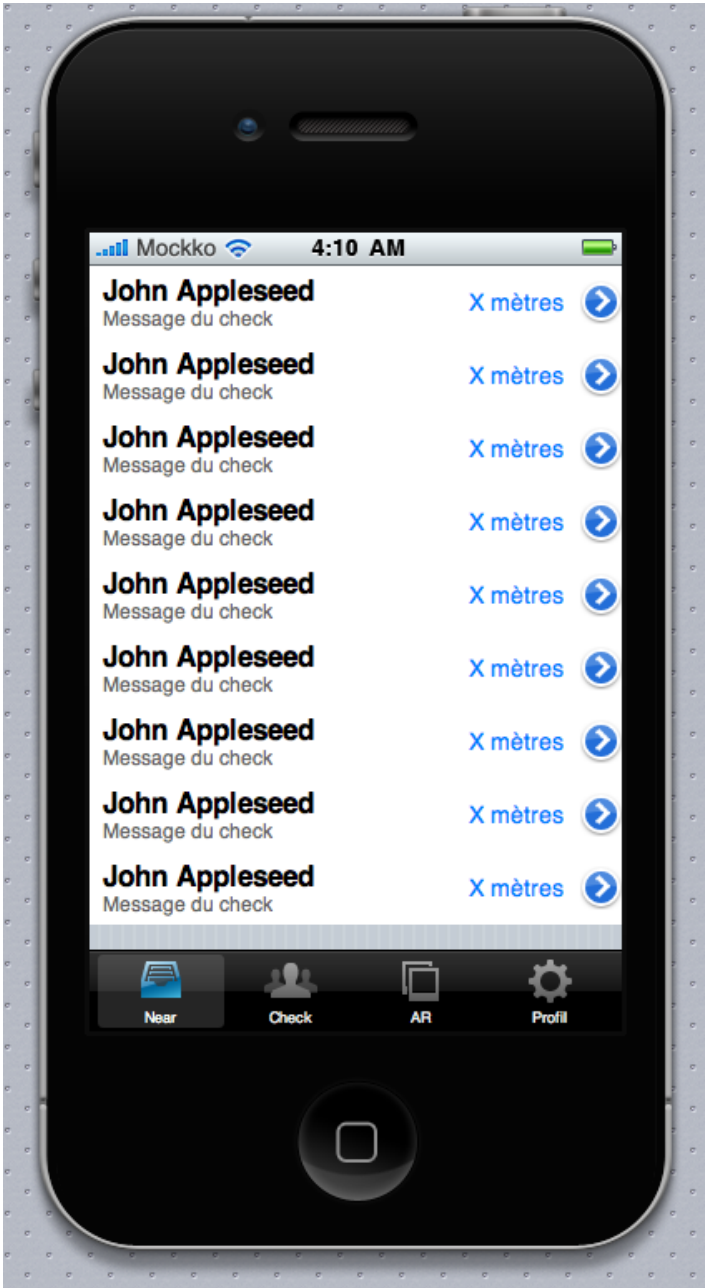 Mockko 4:10 AM
John Appleseed
Message du check
X mètres
John Appleseed
Message du check
X mètres
John Appleseed
Message du check
X mètres
John Appleseed
Message du check
X mètres
John Appleseed
Message du check
X mètres
John Appleseed
Message du check
X mètres
John Appleseed
Message du check
X mètres
John Appleseed
Message du check
X mètres
John Appleseed
Message du check
X mètres
Near Check AR Profil